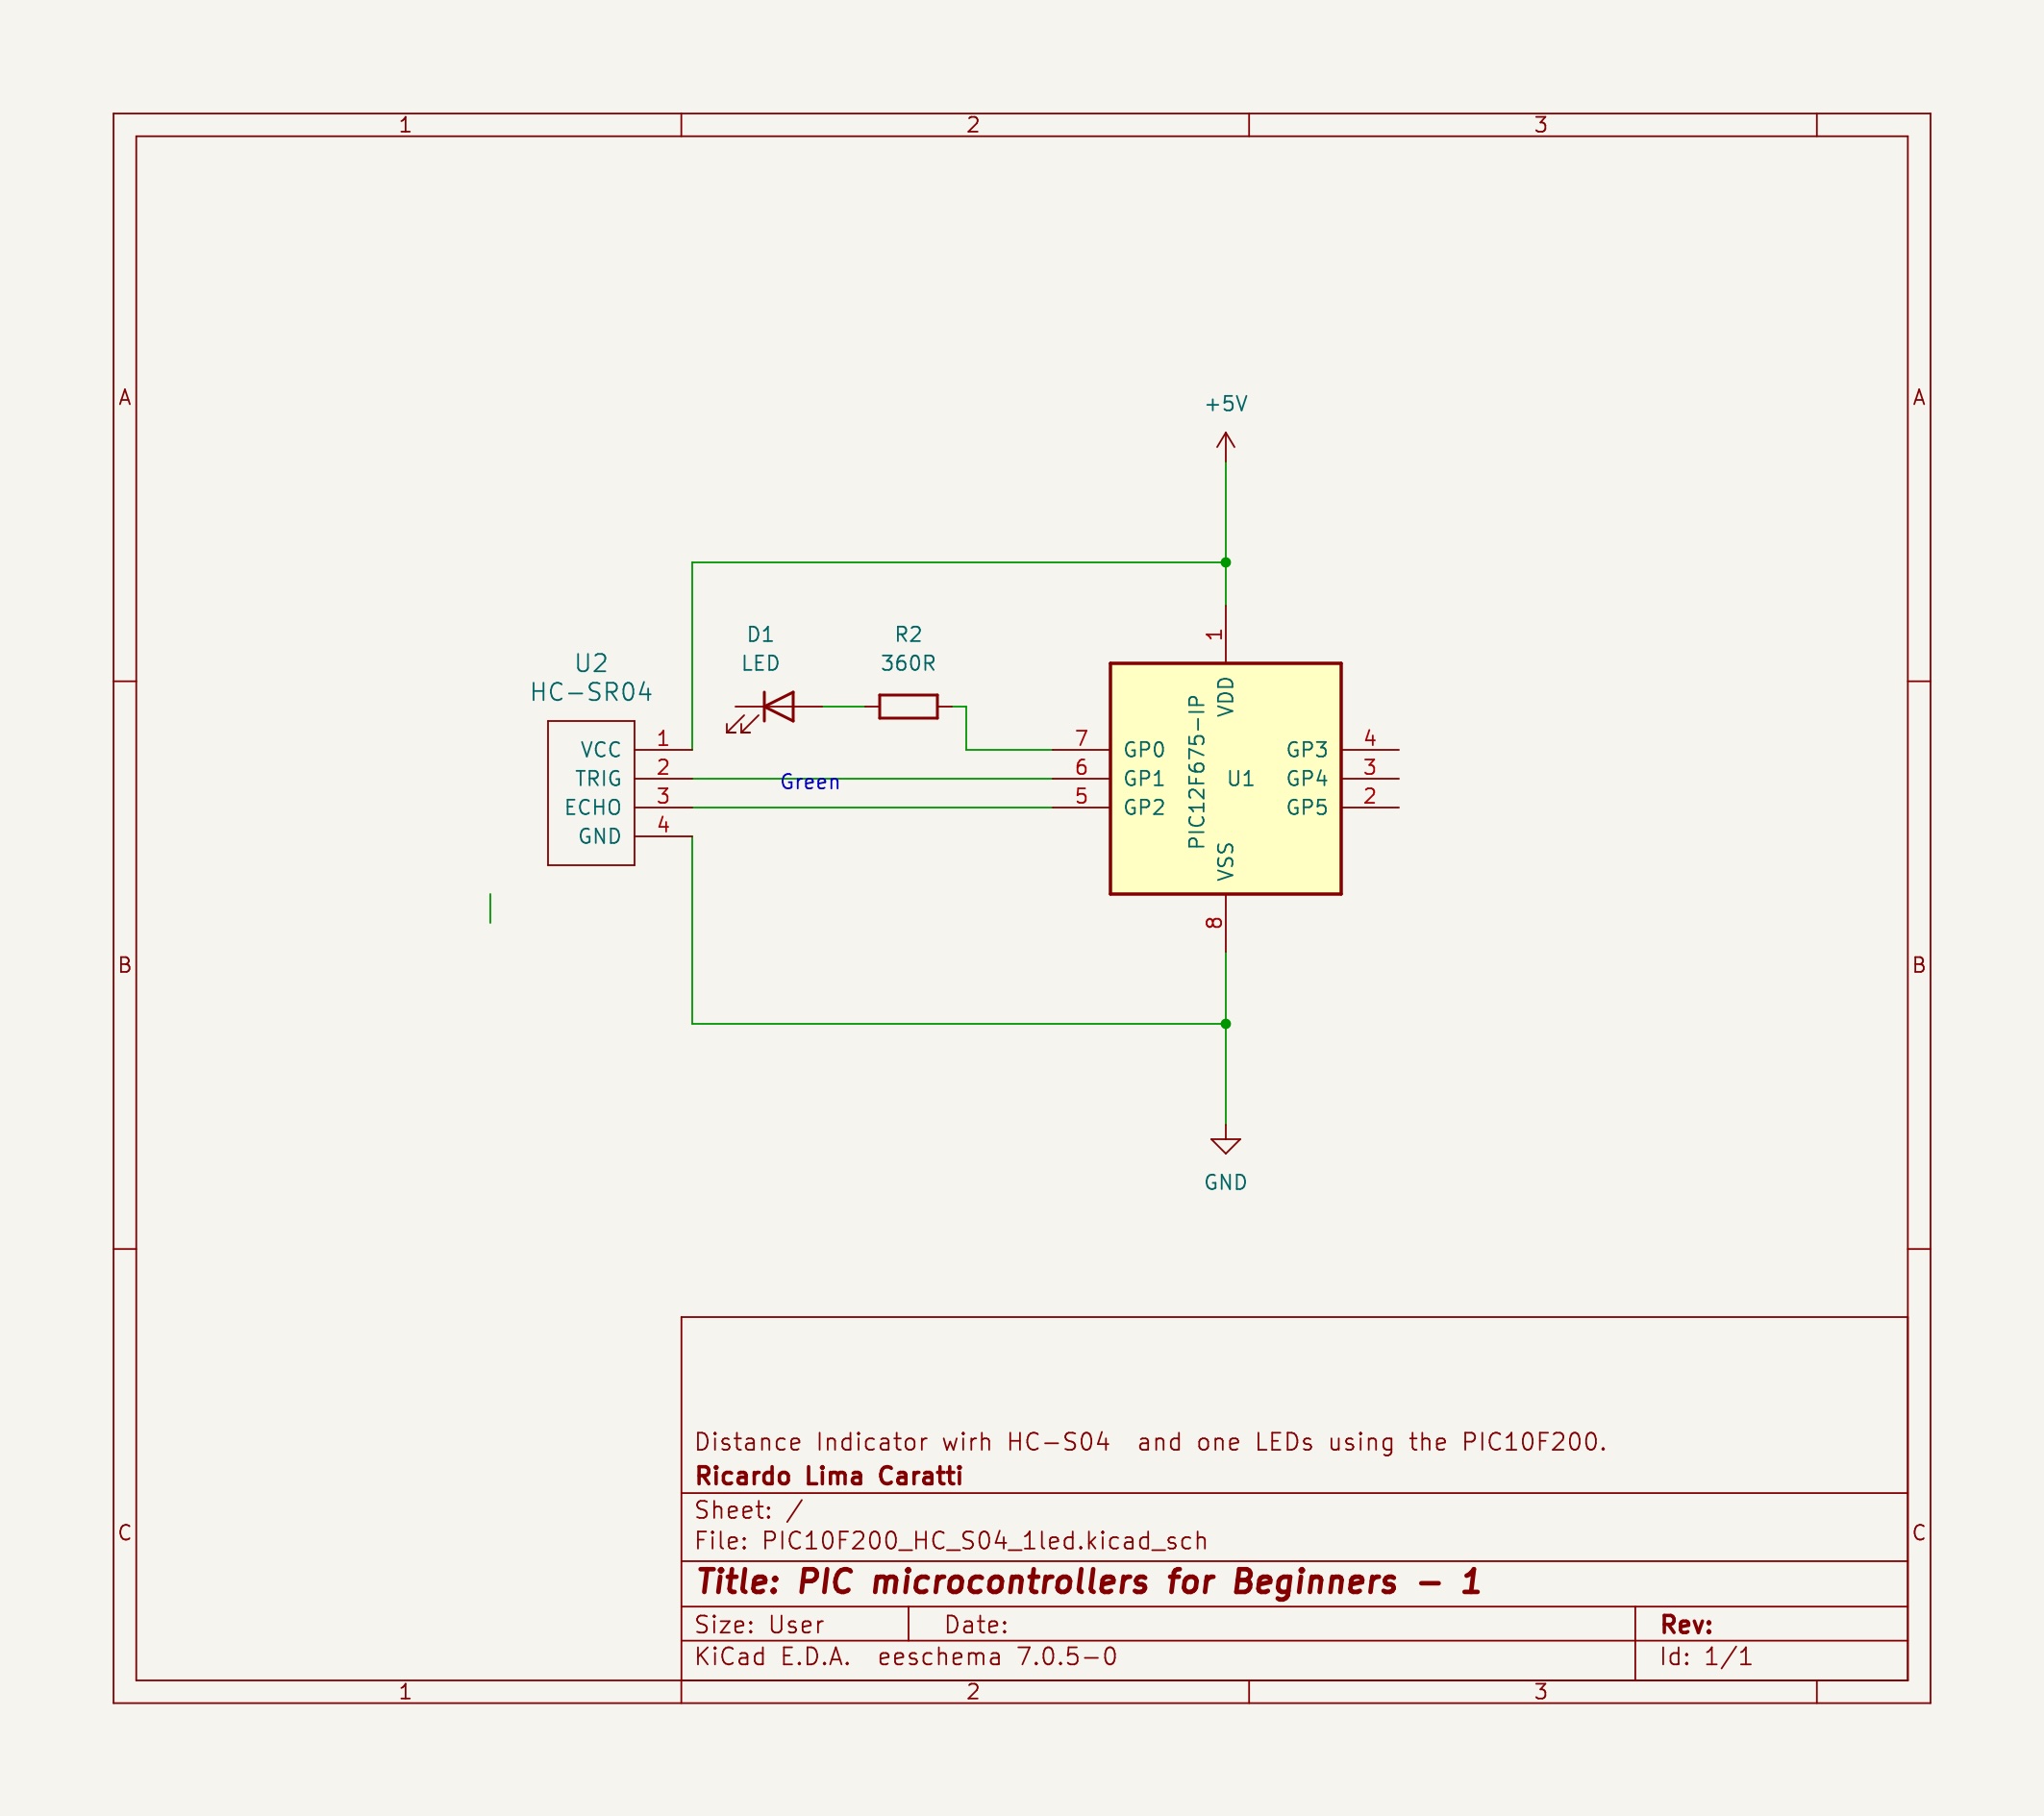 1 2 3
A A
+5V
D1 R2
LED 360R
U2
HC-SR04
1
VDD
PIC12F675-IP
VCC 1 7 GP0 GP3 4
TRIG 2 Green 6 GP1 U1 GP4 3
ECHO 3 5 GP2 GP5 2
GND 4
VSS
8
B B
GND
Distance Indicator wirh HC-S04 and one LEDs using the PIC10F200.
Ricardo Lima Caratti
Sheet: /
File: PIC10F200_HC_S04_1led.kicad_sch
C C
Title: PIC microcontrollers for Beginners - 1
Size: User Date: Rev:
KiCad E.D.A. eeschema 7.0.5-0 Id: 1/1
1 2 3